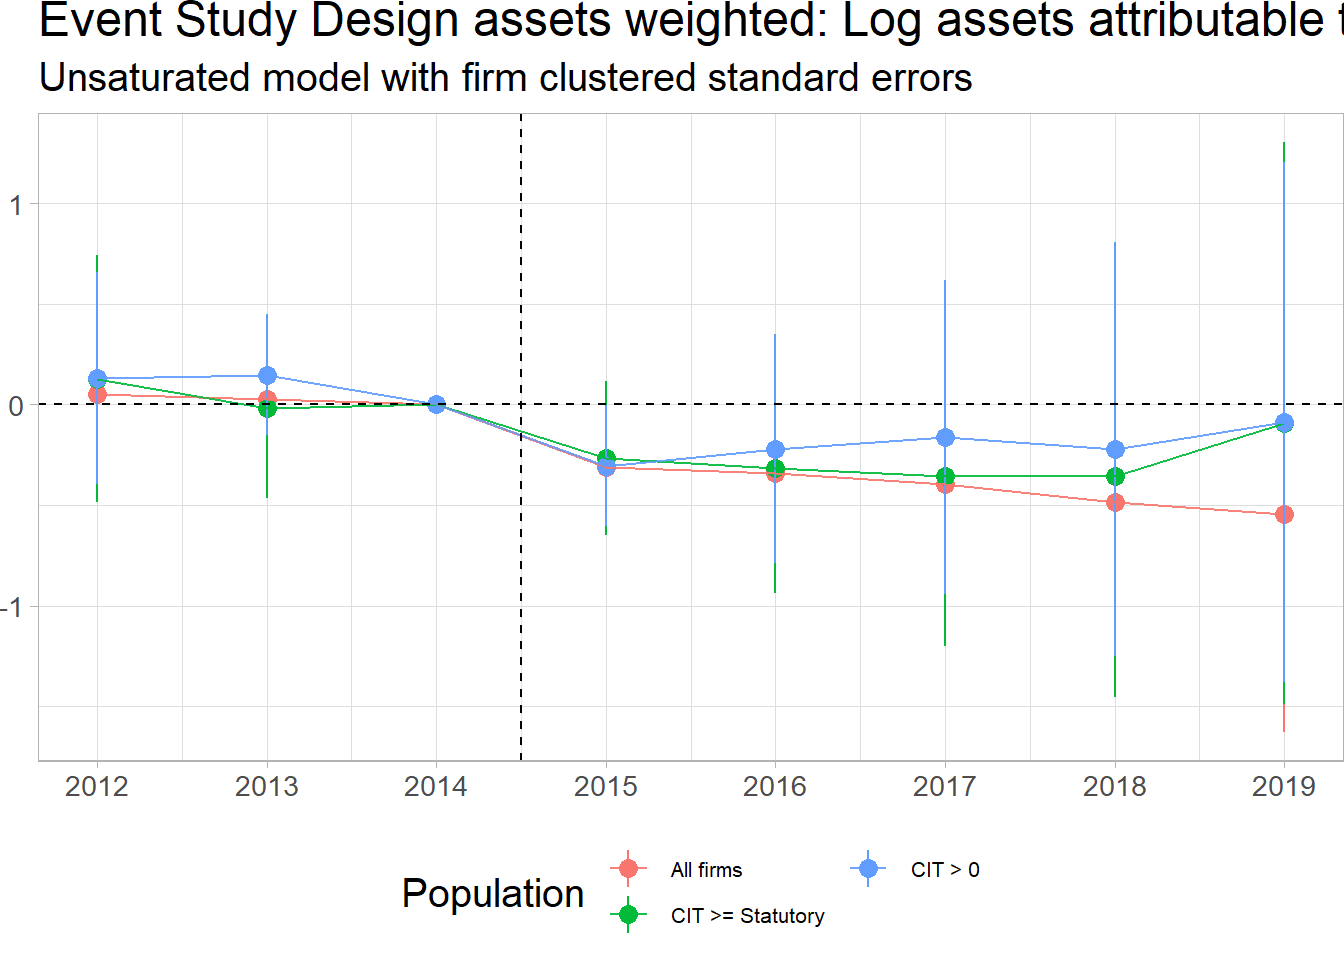 Event Study Design assets weighted: Log assets attributable
Unsaturated model with firm clustered standard errors
1
0
-1
2012 2013 2014 2015 2016 2017 2018 2019
Population
All firms
CIT > 0
CIT >= Statutory